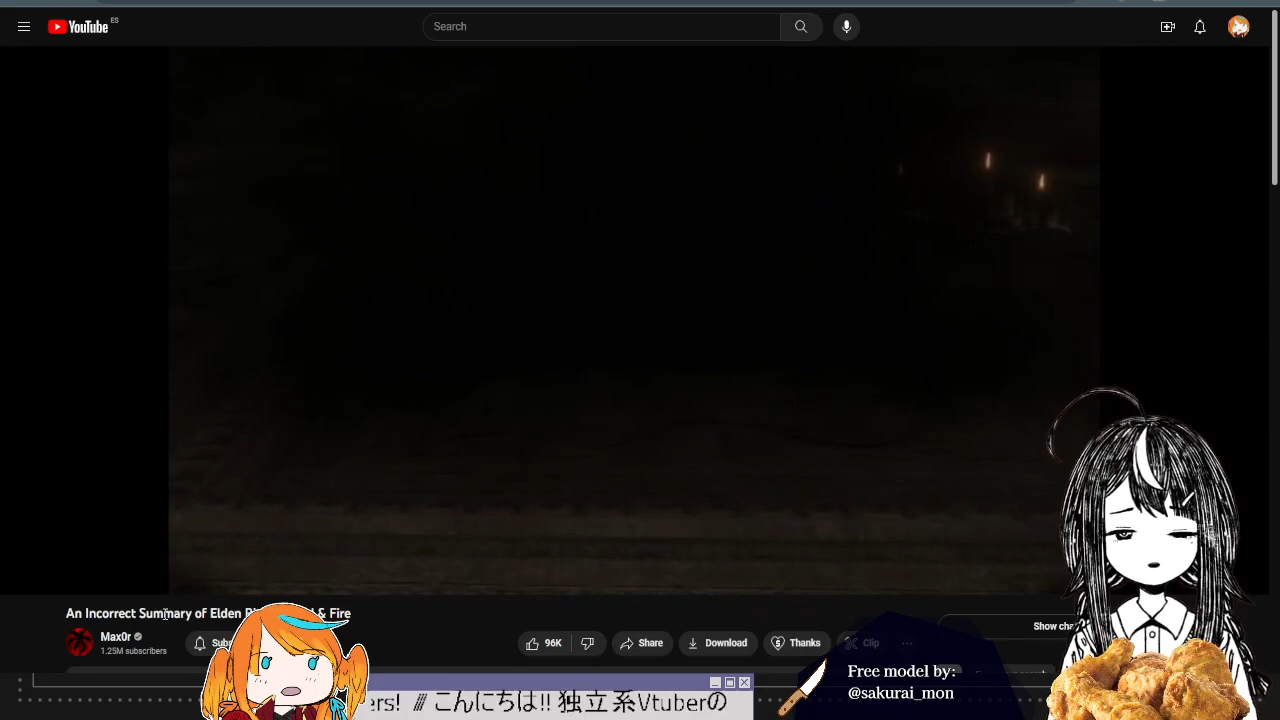 YouTube ES
Search
An Incorrect Summary of Elden R & Fire
Max0r
1.25M subscribers
96K
Share
Download
Thanks
Clip
Show
Free model by:
@sakurai_mon
! // こんにちは!! 独立系Vtuberの